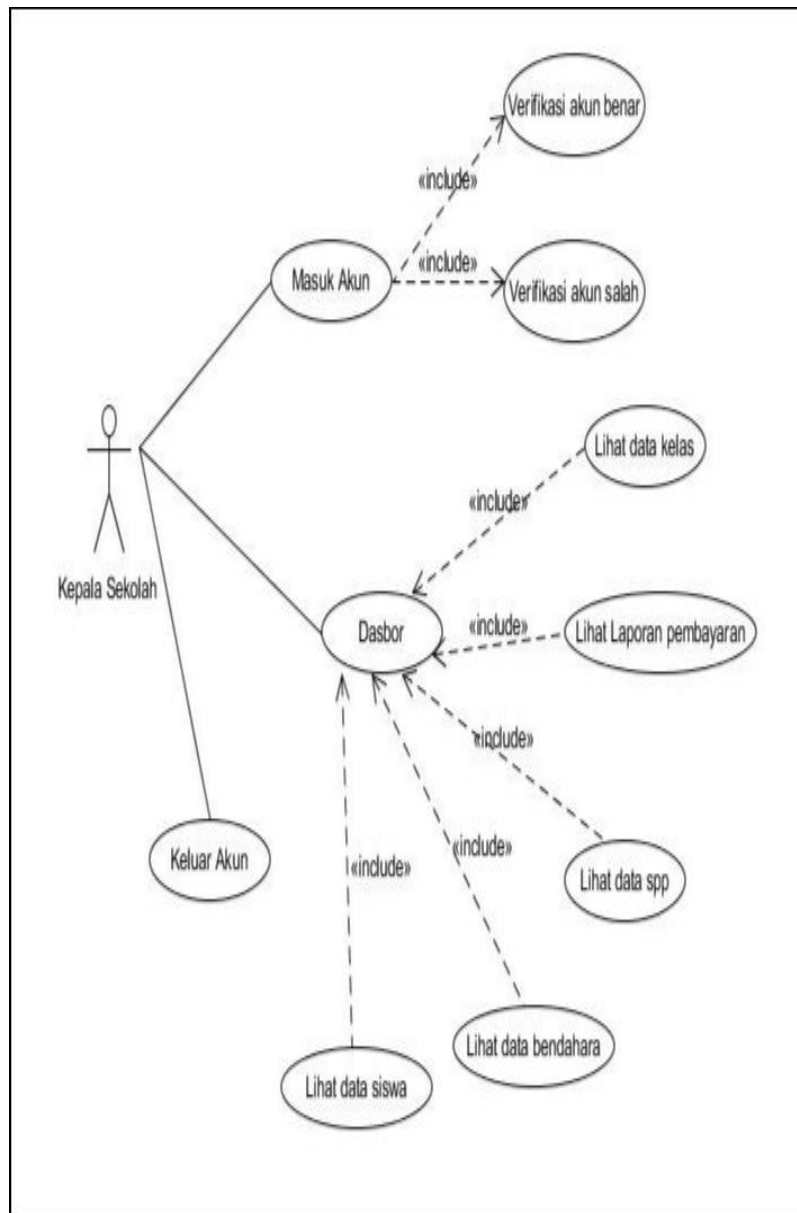 Verifikasi akun benar
«include»
Masuk Akun
«include»
Verifikasi akun salah
Kepala Sekolah
Lihat data kelas
«include»
Dasbor
«include»
Lihat Laporan pembayaran
«include»
Keluar Akun
«include»
«include»
Lihat data spp
Lihat data bendahara
Lihat data siswa